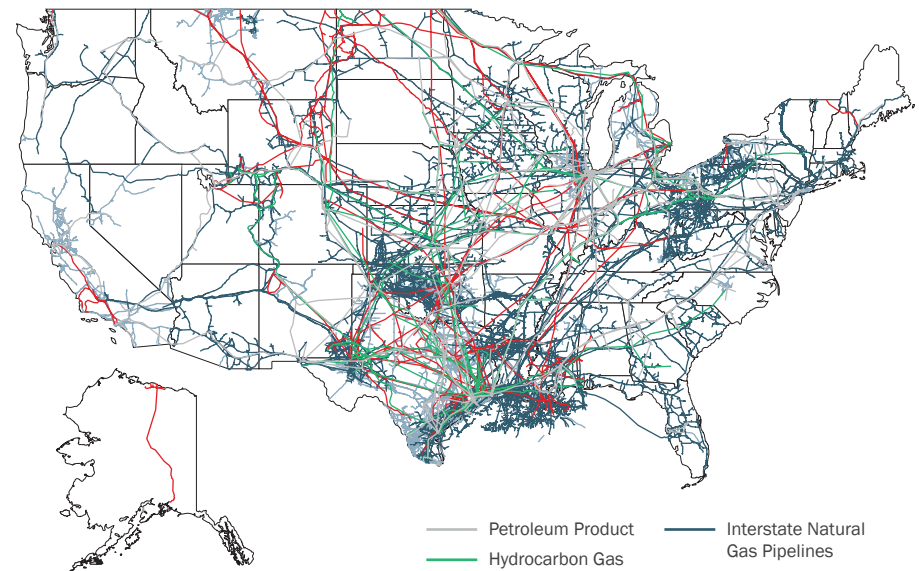 Petroleum Product
Hydrocarbon Gas
Interstate Natural
Gas Pipelines